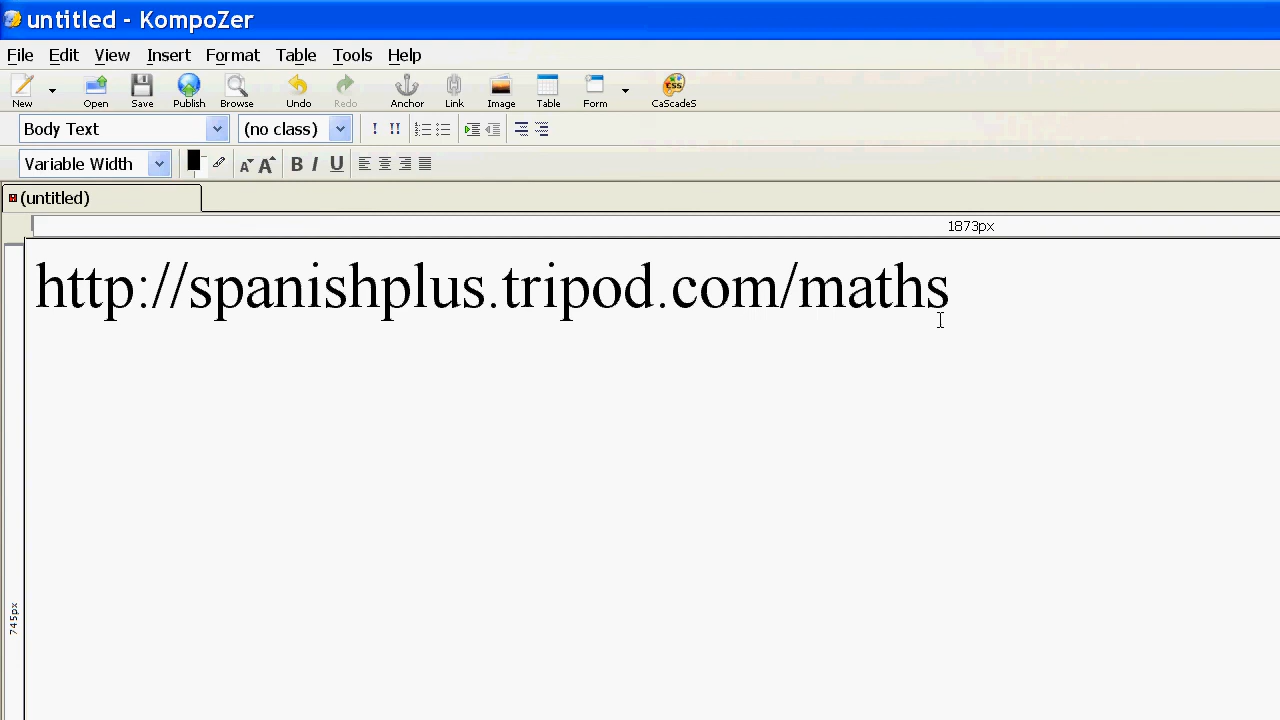 untitled - KompoZer
File Edit View Insert Format Table Tools Help
New Open Save Publish Browse Undo Redo Anchor Link Image Table Form CaScadeS
Body Text (no class) ! !!
Variable Width A A B I U
(untitled)
1873px
http://spanishplus.tripod.com/maths
745px